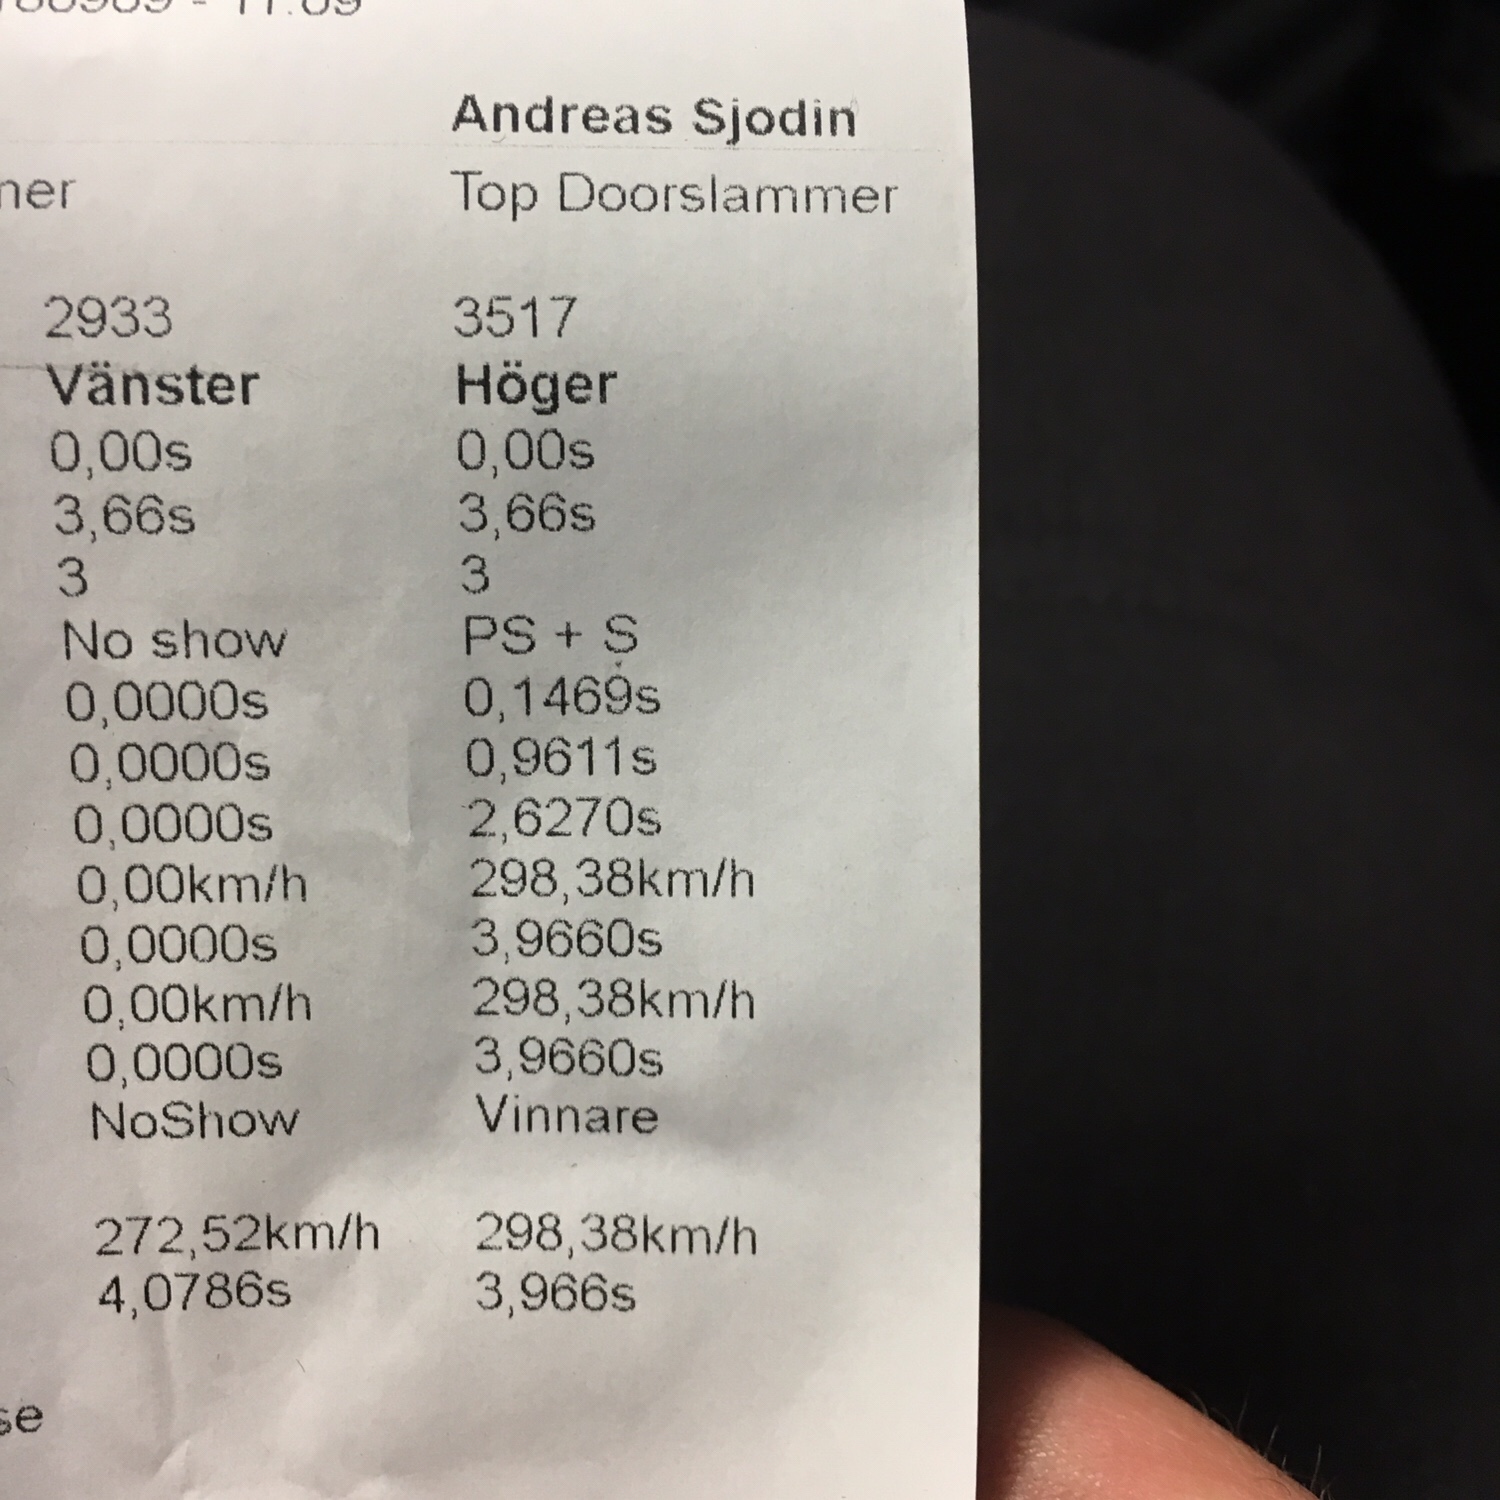 Andreas Sjodin
Top Doorslammer
2933 3517
Vänster Höger
0,00s 0,00s
3,66s 3,66s
3 3
No show PS + S
0,0000s 0,1469s
0,0000s 0,9611s
0,0000s 2,6270s
0,00km/h 298,38km/h
0,0000s 3,9660s
0,00km/h 298,38km/h
0,0000s 3,9660s
NoShow Vinnare
272,52km/h 298,38km/h
4,0786s 3,966s